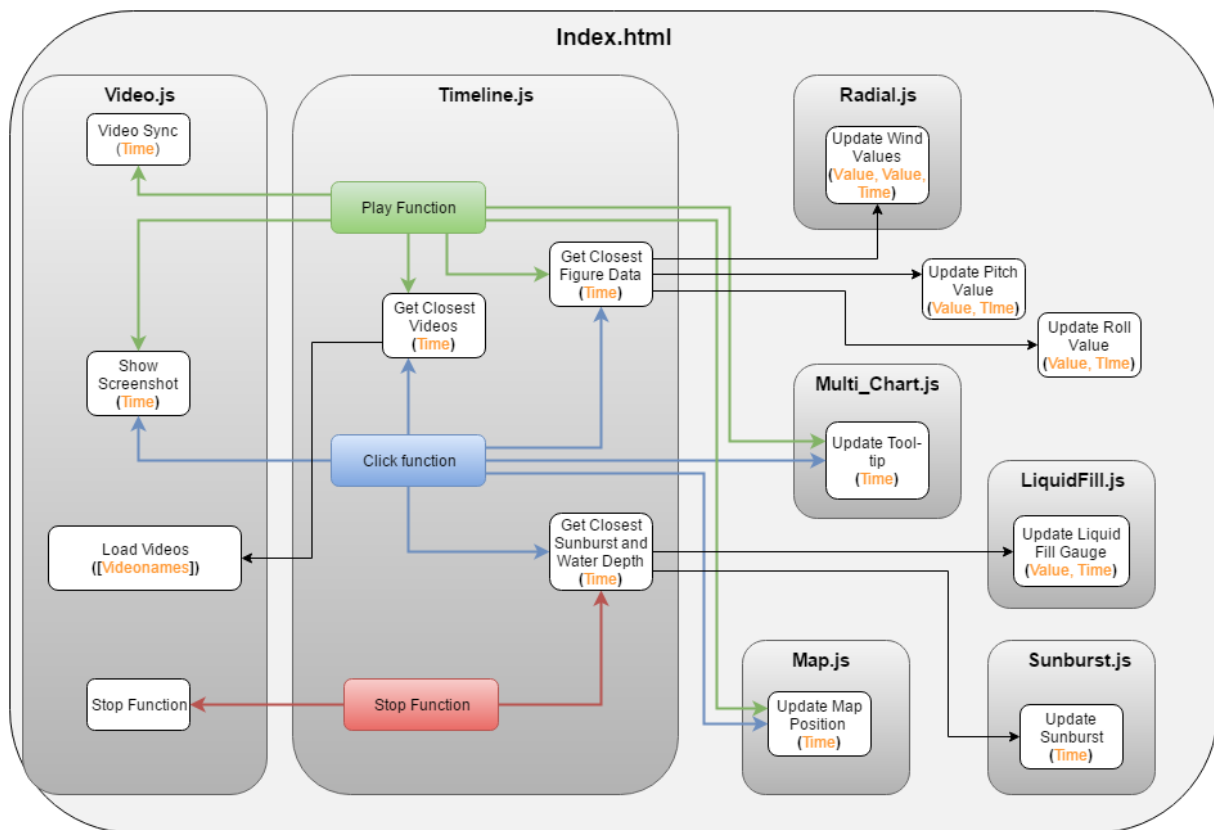 Index.html
Video.js
Video Sync
(Time)
Show
Screenshot
(Time)
Load Videos
([Videonames])
Stop Function
Timeline.js
Play Function
Get Closest
Figure Data
(Time)
Get Closest
Videos
(Time)
Click function
Get Closest
Sunburst and
Water Depth
(Time)
Stop Function
Radial.js
Update Wind
Values
(Value, Value,
Time)
Update Pitch
Value
(Value, TIme)
Update Roll
Value
(Value, TIme)
Multi_Chart.js
Update Tool-
tip
(Time)
LiquidFill.js
Update Liquid
Fill Gauge
(Value, Time)
Map.js
Update Map
Position
(Time)
Sunburst.js
Update
Sunburst
(Time)